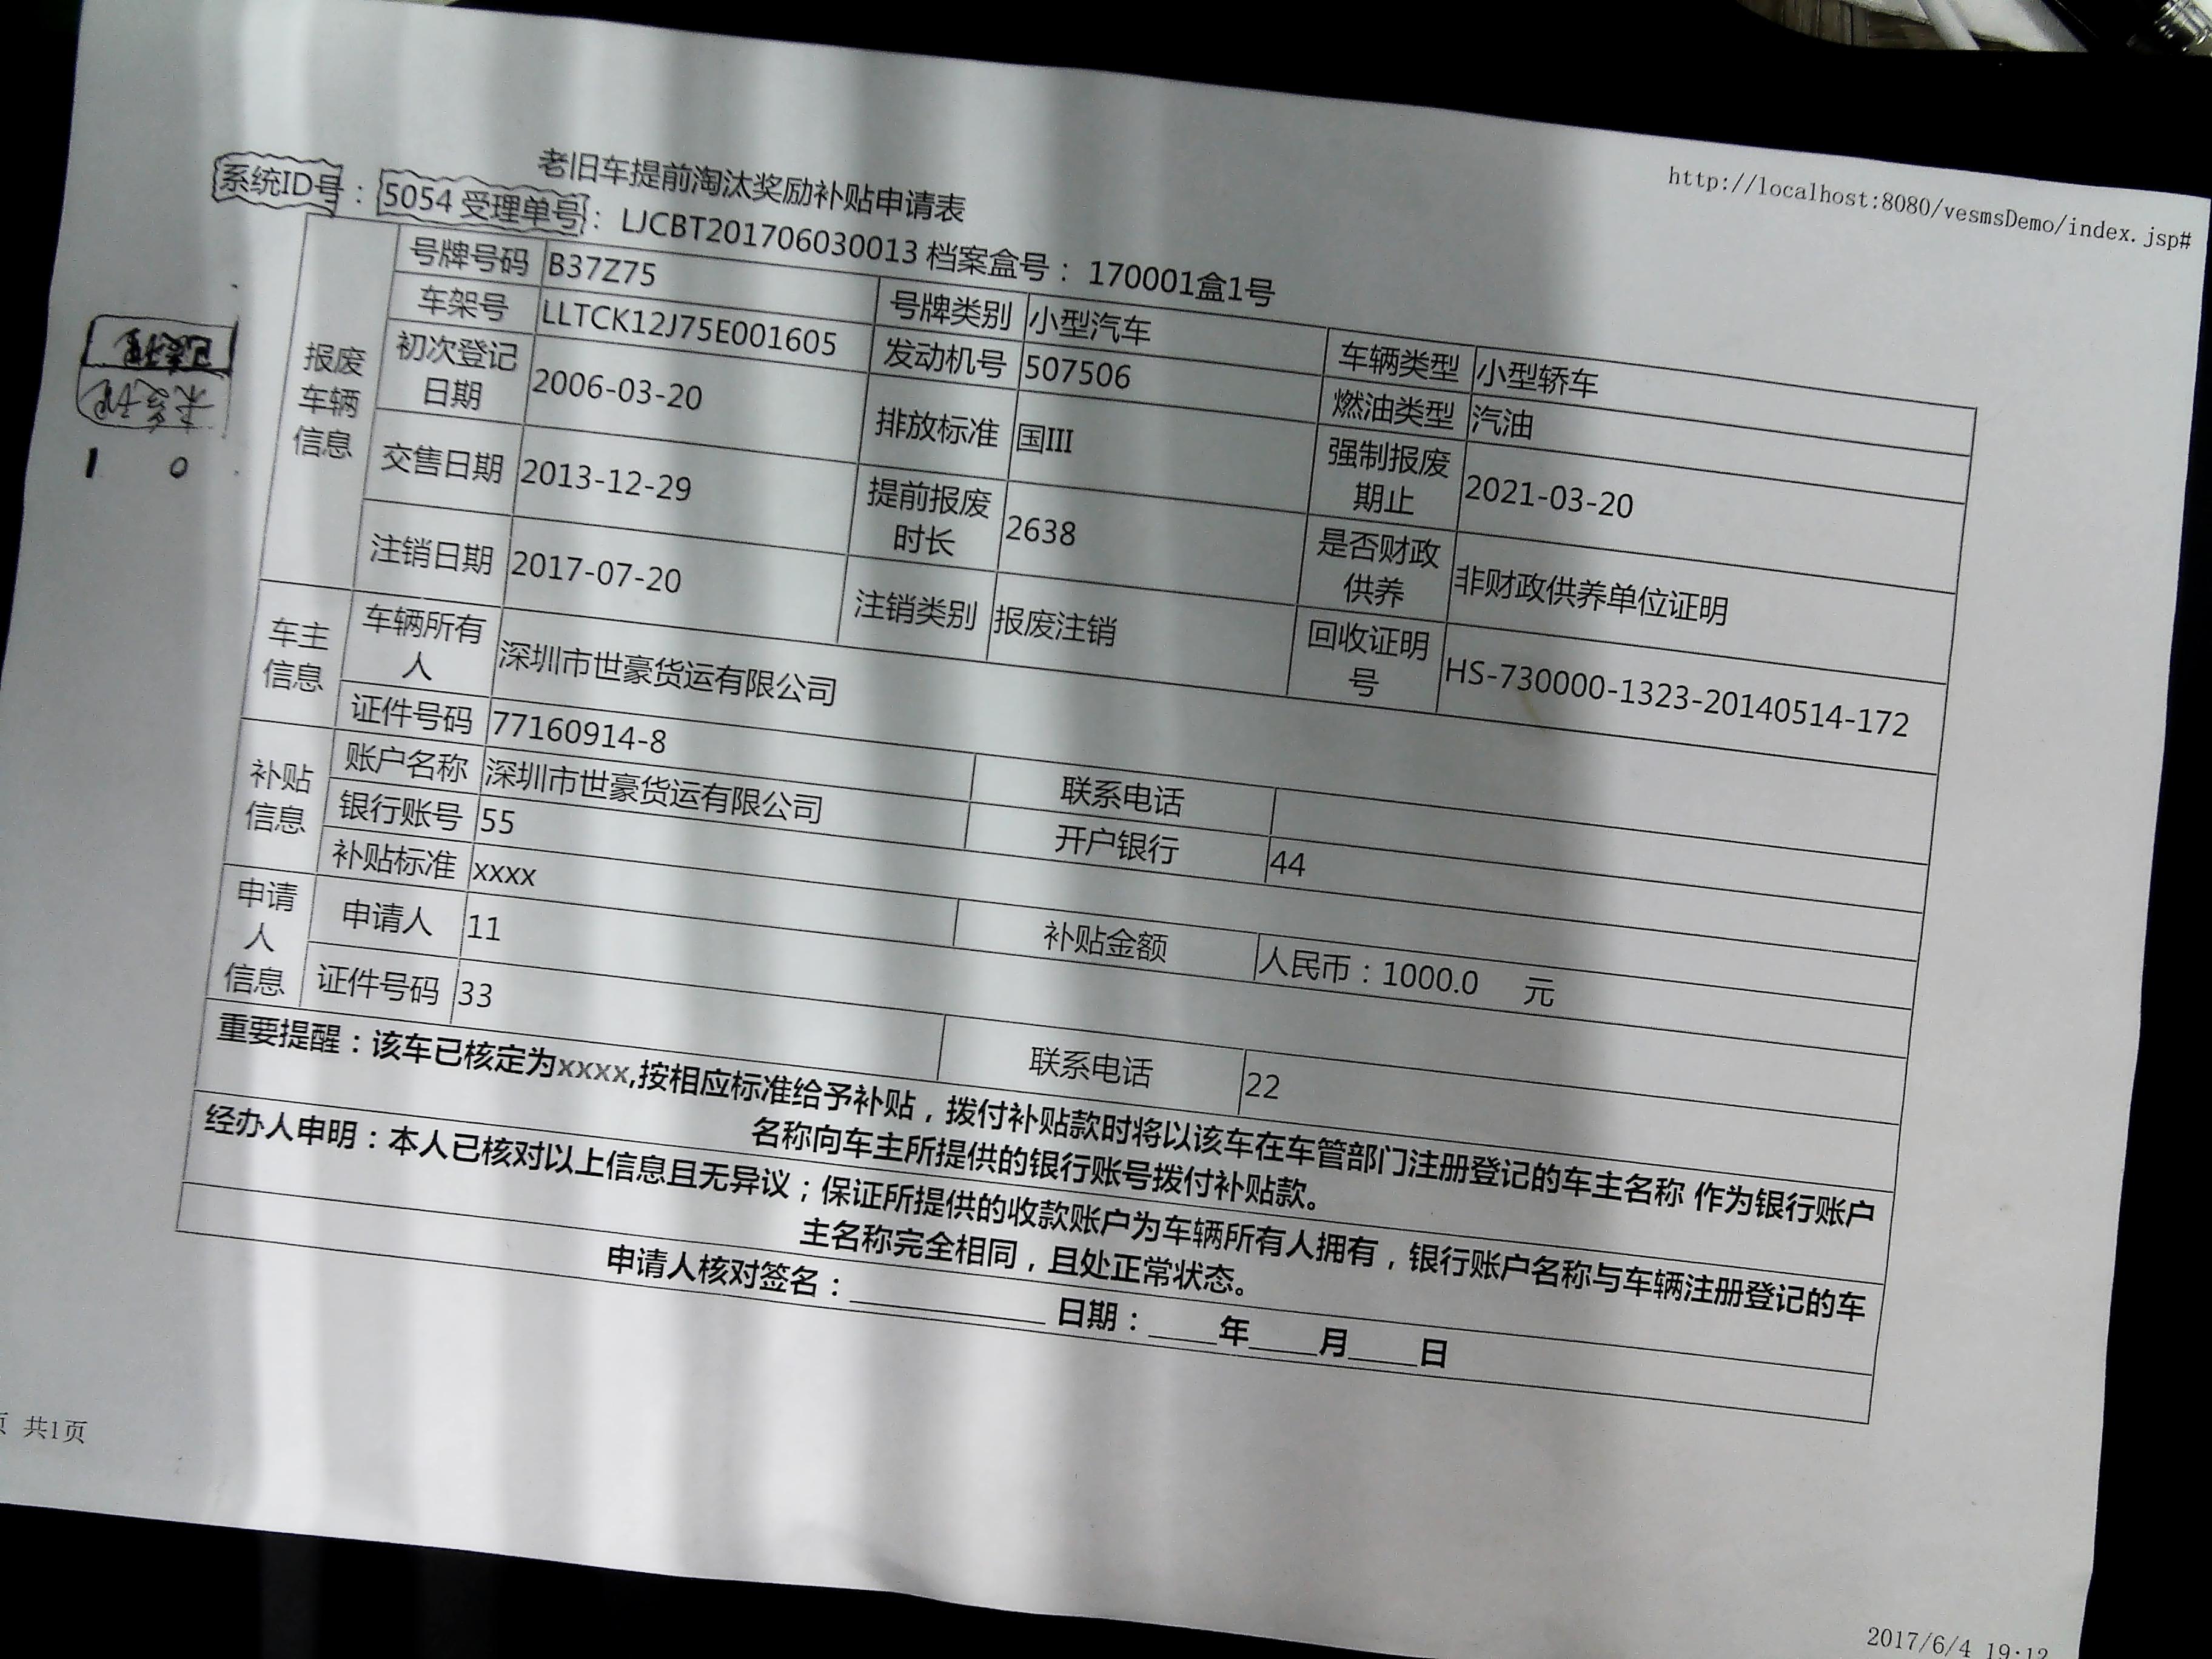 http://localhost:8080/vesmsDemo/index.jsp#
老旧车提前淘汰奖励补贴申请表
系统ID号：5054 受理单号：LJCBT201706030013 档案盒号：170001盒1号
报废车辆信息
号牌号码 B37Z75 号牌类别 小型汽车 车辆类型 小型轿车
车架号 LLTCK12J75E001605 发动机号 507506 燃油类型 汽油
初次登记日期 2006-03-20 排放标准 国III 强制报废期止 2021-03-20
交售日期 2013-12-29 提前报废时长 2638 是否财政供养 非财政供养单位证明
注销日期 2017-07-20 注销类别 报废注销 回收证明号 HS-730000-1323-20140514-172
车主信息
车辆所有人 深圳市世豪货运有限公司
证件号码 77160914-8 联系电话
补贴信息
账户名称 深圳市世豪货运有限公司 开户银行 44
银行账号 55
补贴标准 xxxx 补贴金额 人民币：1000.0 元
申请人信息
申请人 11
证件号码 33 联系电话 22
重要提醒：该车已核定为xxxx,按相应标准给予补贴，拨付补贴款时将以该车在车管部门注册登记的车主名称 作为银行账户
名称向车主所提供的银行账号拨付补贴款。
经办人申明：本人已核对以上信息且无异议；保证所提供的收款账户为车辆所有人拥有，银行账户名称与车辆注册登记的车
主名称完全相同，且处正常状态。
申请人核对签名：____________ 日期：____年____月____日
已受理
未受理
1 0
页 共1页
2017/6/4 19:12